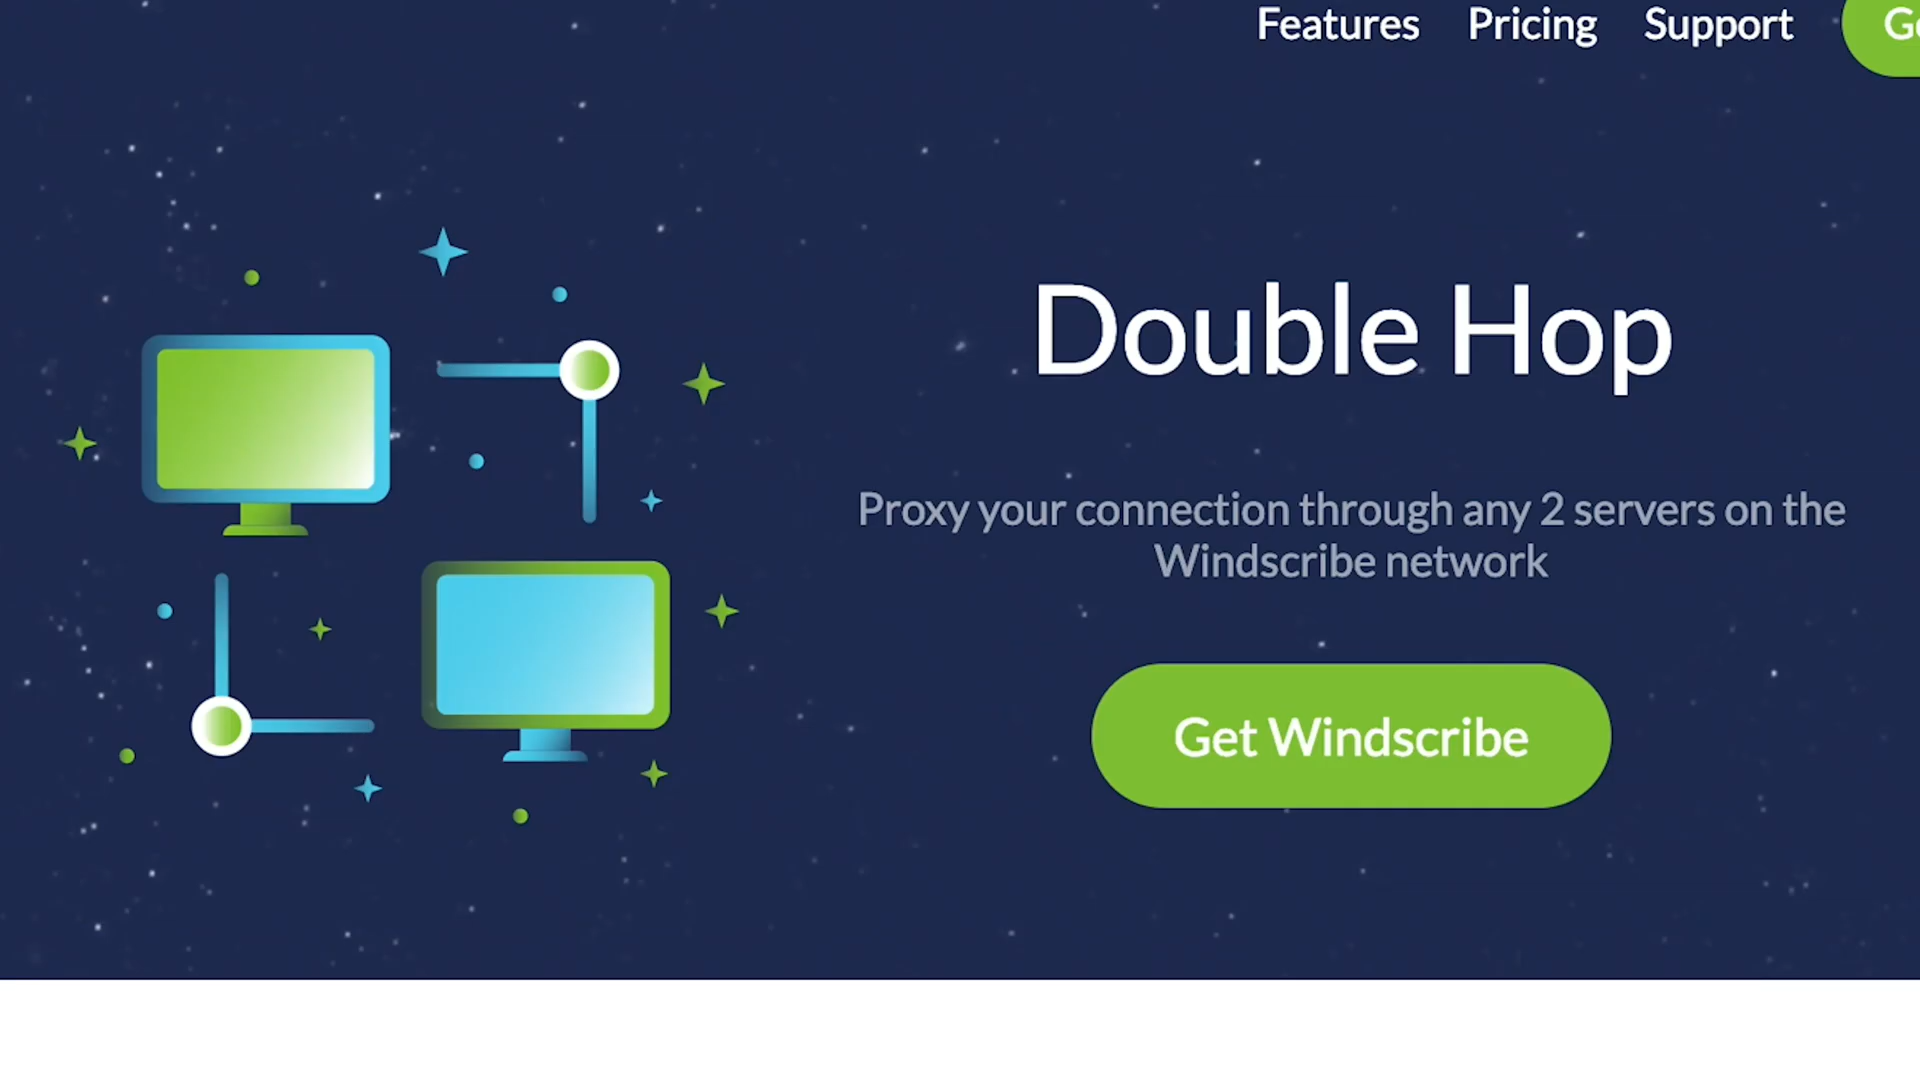 Features Pricing Support
Double Hop
Proxy your connection through any 2 servers on the
Windscribe network
Get Windscribe